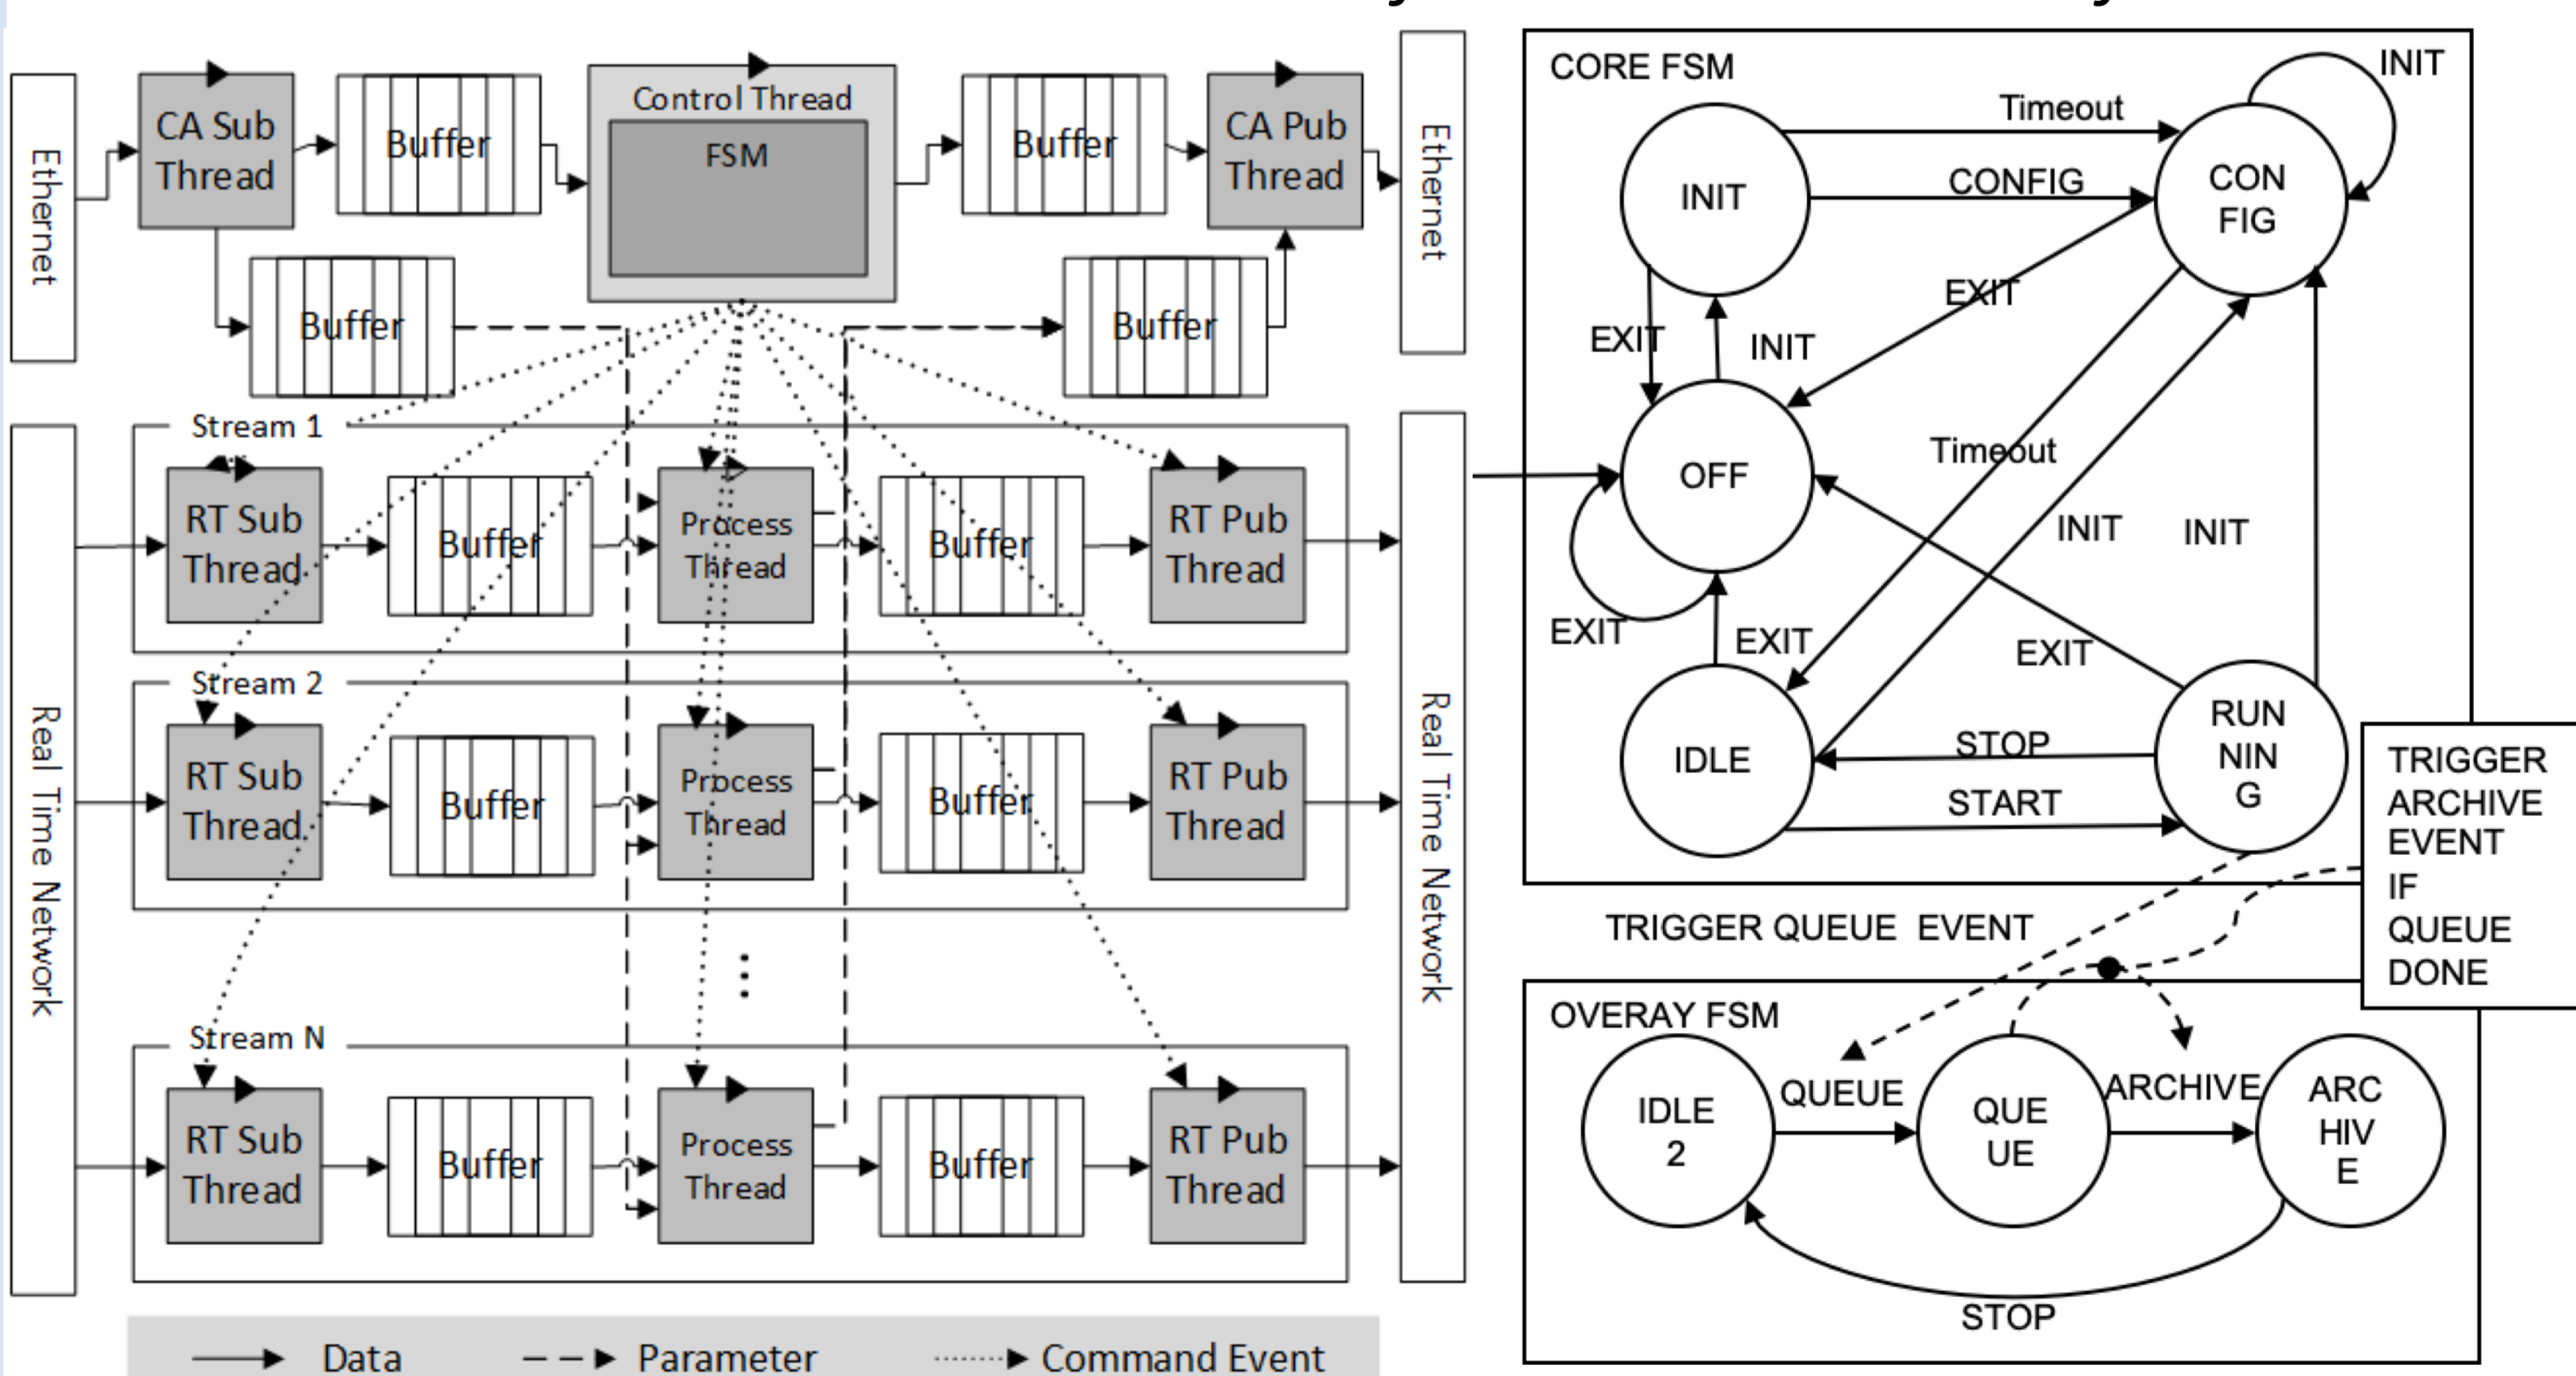 Ethernet
CA Sub
Thread
Buffer
Control Thread
FSM
Buffer
CA Pub
Thread
Ethernet
Buffer
Buffer
Real Time Network
Stream 1
RT Sub
Thread
Buffer
Process
Thread
Buffer
RT Pub
Thread
Stream 2
RT Sub
Thread
Buffer
Process
Thread
Buffer
RT Pub
Thread
Stream N
RT Sub
Thread
Buffer
Process
Thread
Buffer
RT Pub
Thread
Real Time Network
Data
Parameter
Command Event
CORE FSM
INIT
Timeout
INIT
CONFIG
CON
FIG
EXIT
EXIT
INIT
OFF
Timeout
INIT
INIT
EXIT
EXIT
EXIT
IDLE
STOP
START
RUN
NIN
G
TRIGGER
ARCHIVE
EVENT
IF
QUEUE
DONE
TRIGGER QUEUE EVENT
OVERAY FSM
IDLE
2
QUEUE
QUE
UE
ARCHIVE
ARC
HIV
E
STOP